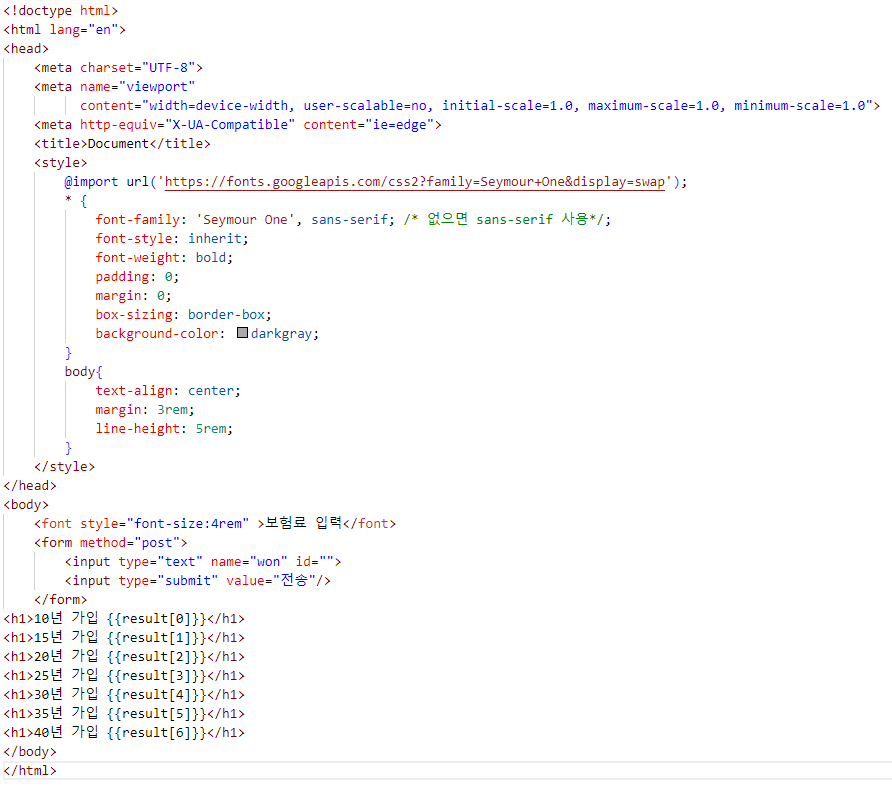 <!doctype html>
<html lang="en">
<head>
    <meta charset="UTF-8">
    <meta name="viewport"
          content="width=device-width, user-scalable=no, initial-scale=1.0, maximum-scale=1.0, minimum-scale=1.0">
    <meta http-equiv="X-UA-Compatible" content="ie=edge">
    <title>Document</title>
    <style>
        @import url('https://fonts.googleapis.com/css2?family=Seymour+One&display=swap');
        * {
            font-family: 'Seymour One', sans-serif; /* 없으면 sans-serif 사용*/;
            font-style: inherit;
            font-weight: bold;
            padding: 0;
            margin: 0;
            box-sizing: border-box;
            background-color: darkgray;
        }
        body{
            text-align: center;
            margin: 3rem;
            line-height: 5rem;
        }
    </style>
</head>
<body>
    <font style="font-size:4rem" >보험료 입력</font>
    <form method="post">
        <input type="text" name="won" id="">
        <input type="submit" value="전송"/>
    </form>
<h1>10년 가입 {{result[0]}}</h1>
<h1>15년 가입 {{result[1]}}</h1>
<h1>20년 가입 {{result[2]}}</h1>
<h1>25년 가입 {{result[3]}}</h1>
<h1>30년 가입 {{result[4]}}</h1>
<h1>35년 가입 {{result[5]}}</h1>
<h1>40년 가입 {{result[6]}}</h1>
</body>
</html>